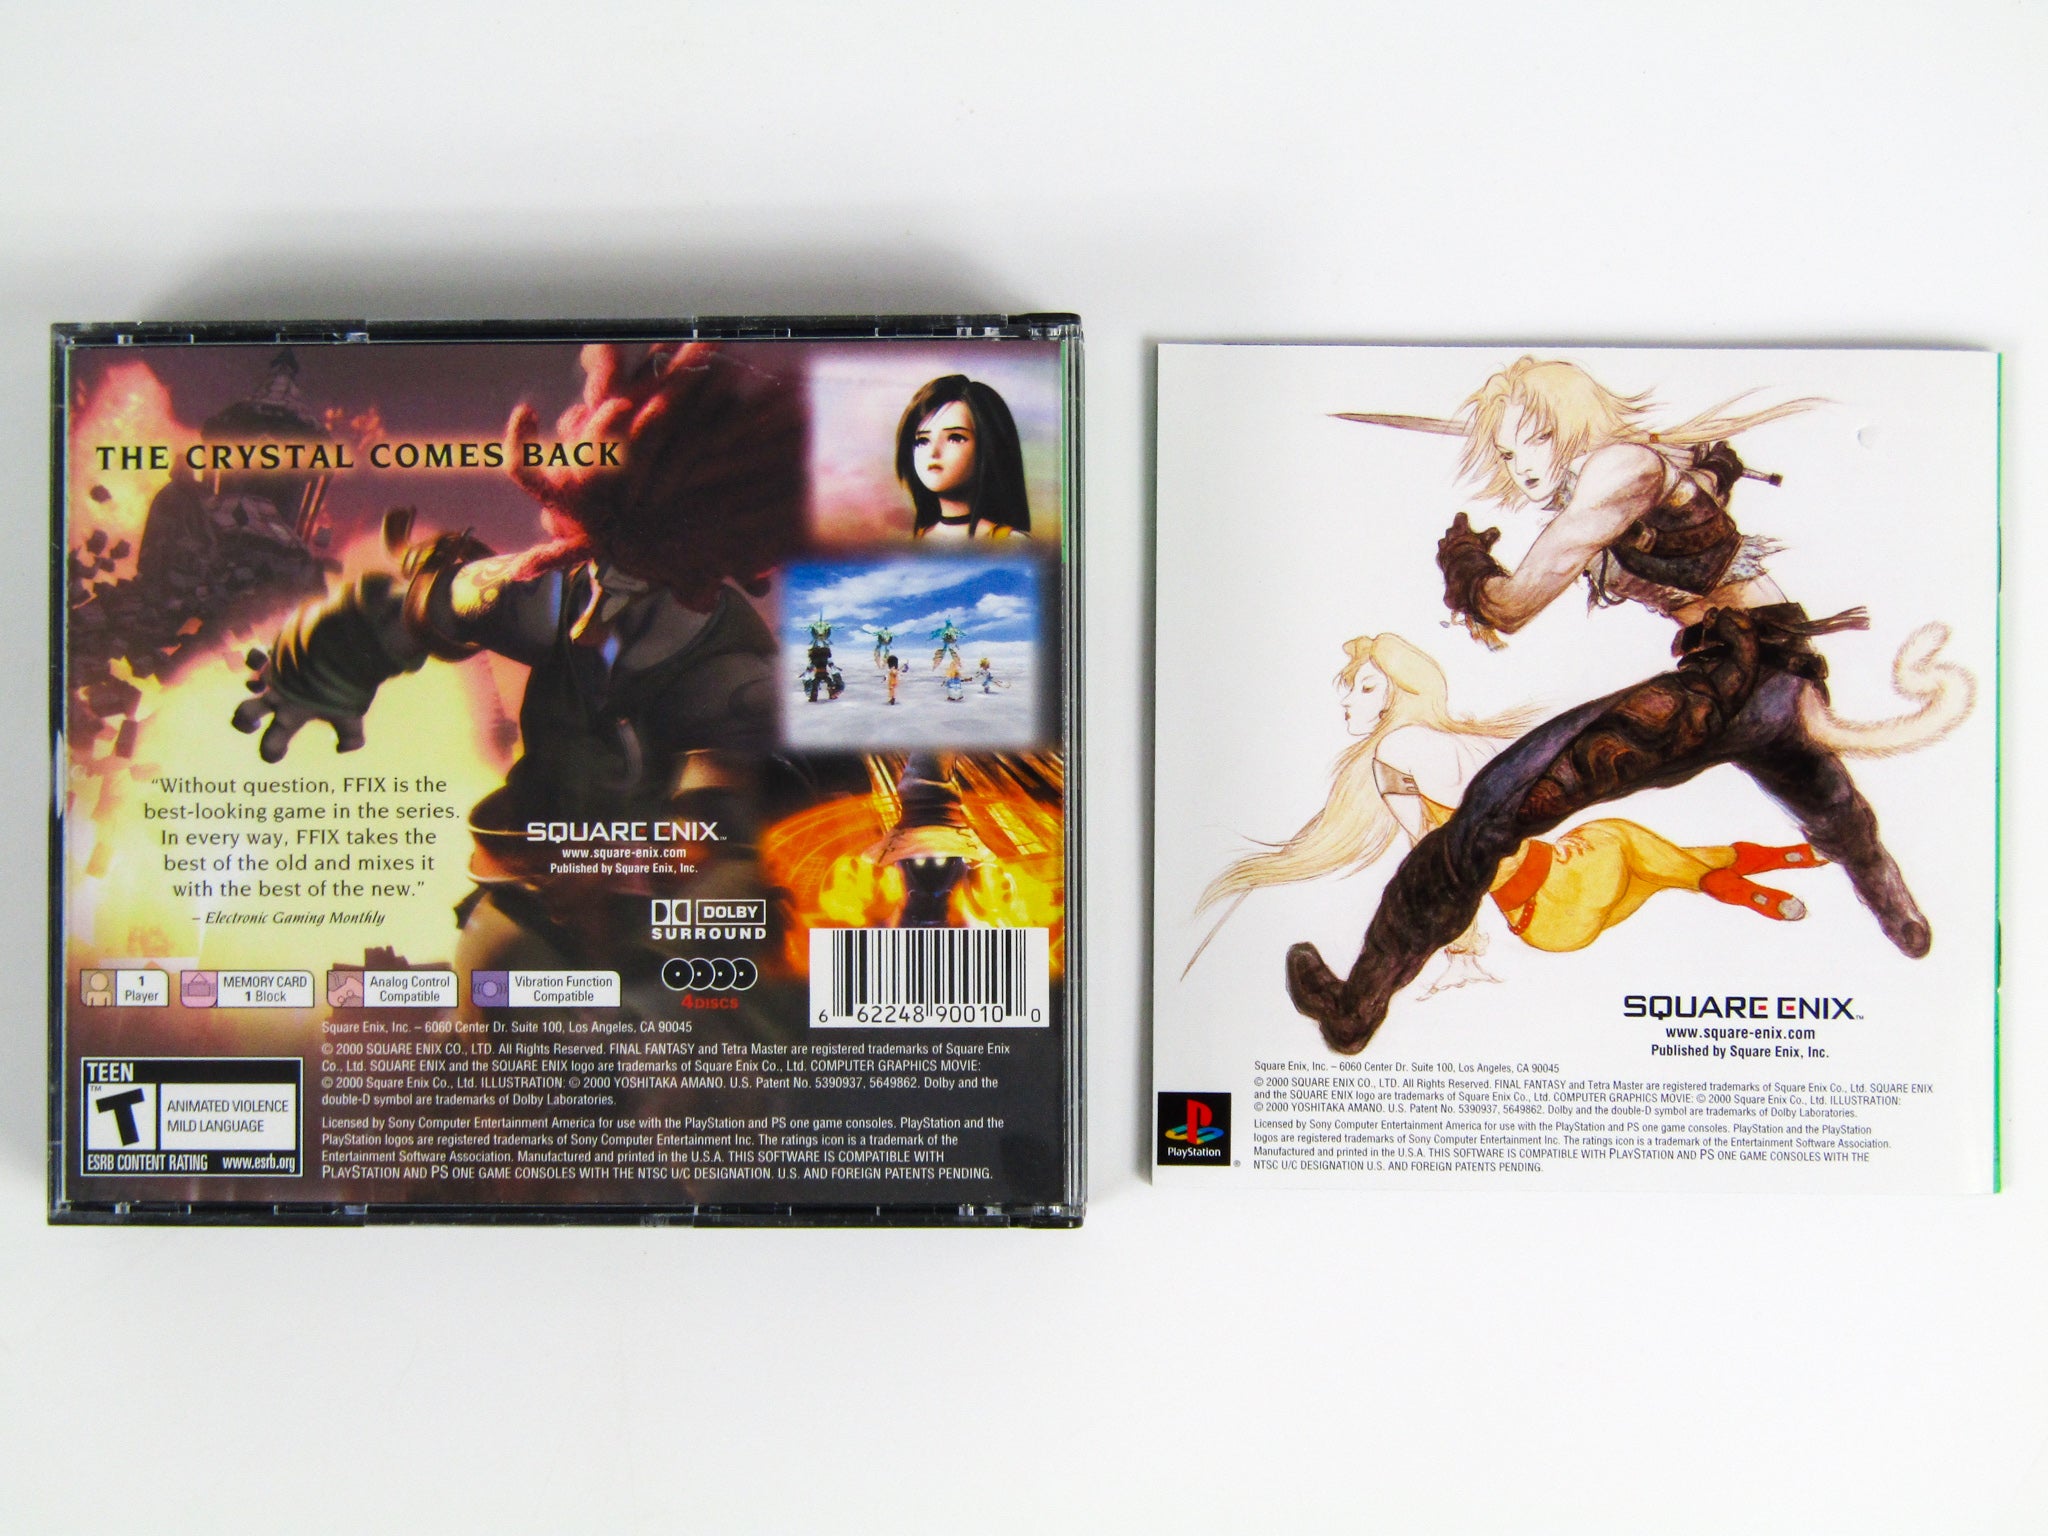 THE CRYSTAL COMES BACK
“Without question, FFIX is the
best-looking game in the series.
In every way, FFIX takes the
best of the old and mixes it
with the best of the new.”
– Electronic Gaming Monthly
SQUARE ENIX™
www.square-enix.com
Published by Square Enix, Inc.
DOLBY
SURROUND
4 DISCS
1
Player
MEMORY CARD
1 Block
Analog Control
Compatible
Vibration Function
Compatible
6 62248 90010 0
Square Enix, Inc. – 6060 Center Dr. Suite 100, Los Angeles, CA 90045
© 2000 SQUARE ENIX CO., LTD. All Rights Reserved. FINAL FANTASY and Tetra Master are registered trademarks of Square Enix
Co., Ltd. SQUARE ENIX and the SQUARE ENIX logo are trademarks of Square Enix Co., Ltd. COMPUTER GRAPHICS MOVIE:
© 2000 Square Enix Co., Ltd. ILLUSTRATION: © 2000 YOSHITAKA AMANO. U.S. Patent No. 5390937, 5649862. Dolby and the
double-D symbol are trademarks of Dolby Laboratories.
Licensed by Sony Computer Entertainment America for use with the PlayStation and PS one game consoles. PlayStation and the
PlayStation logos are registered trademarks of Sony Computer Entertainment Inc. The ratings icon is a trademark of the
Entertainment Software Association. Manufactured and printed in the U.S.A. THIS SOFTWARE IS COMPATIBLE WITH
PLAYSTATION AND PS ONE GAME CONSOLES WITH THE NTSC U/C DESIGNATION. U.S. AND FOREIGN PATENTS PENDING.
TEEN
T™
ANIMATED VIOLENCE
MILD LANGUAGE
ESRB CONTENT RATING www.esrb.org
SQUARE ENIX™
www.square-enix.com
Published by Square Enix, Inc.
Square Enix, Inc. – 6060 Center Dr. Suite 100, Los Angeles, CA 90045
© 2000 SQUARE ENIX CO., LTD. All Rights Reserved. FINAL FANTASY and Tetra Master are registered trademarks of Square Enix Co., Ltd. SQUARE ENIX
and the SQUARE ENIX logo are trademarks of Square Enix Co., Ltd. COMPUTER GRAPHICS MOVIE: © 2000 Square Enix Co., Ltd. ILLUSTRATION:
© 2000 YOSHITAKA AMANO. U.S. Patent No. 5390937, 5649862. Dolby and the double-D symbol are trademarks of Dolby Laboratories.
Licensed by Sony Computer Entertainment America for use with the PlayStation and PS one game consoles. PlayStation and the PlayStation
logos are registered trademarks of Sony Computer Entertainment Inc. The ratings icon is a trademark of the Entertainment Software Association.
Manufactured and printed in the U.S.A. THIS SOFTWARE IS COMPATIBLE WITH PLAYSTATION AND PS ONE GAME CONSOLES WITH THE
NTSC U/C DESIGNATION U.S. AND FOREIGN PATENTS PENDING.
PlayStation®